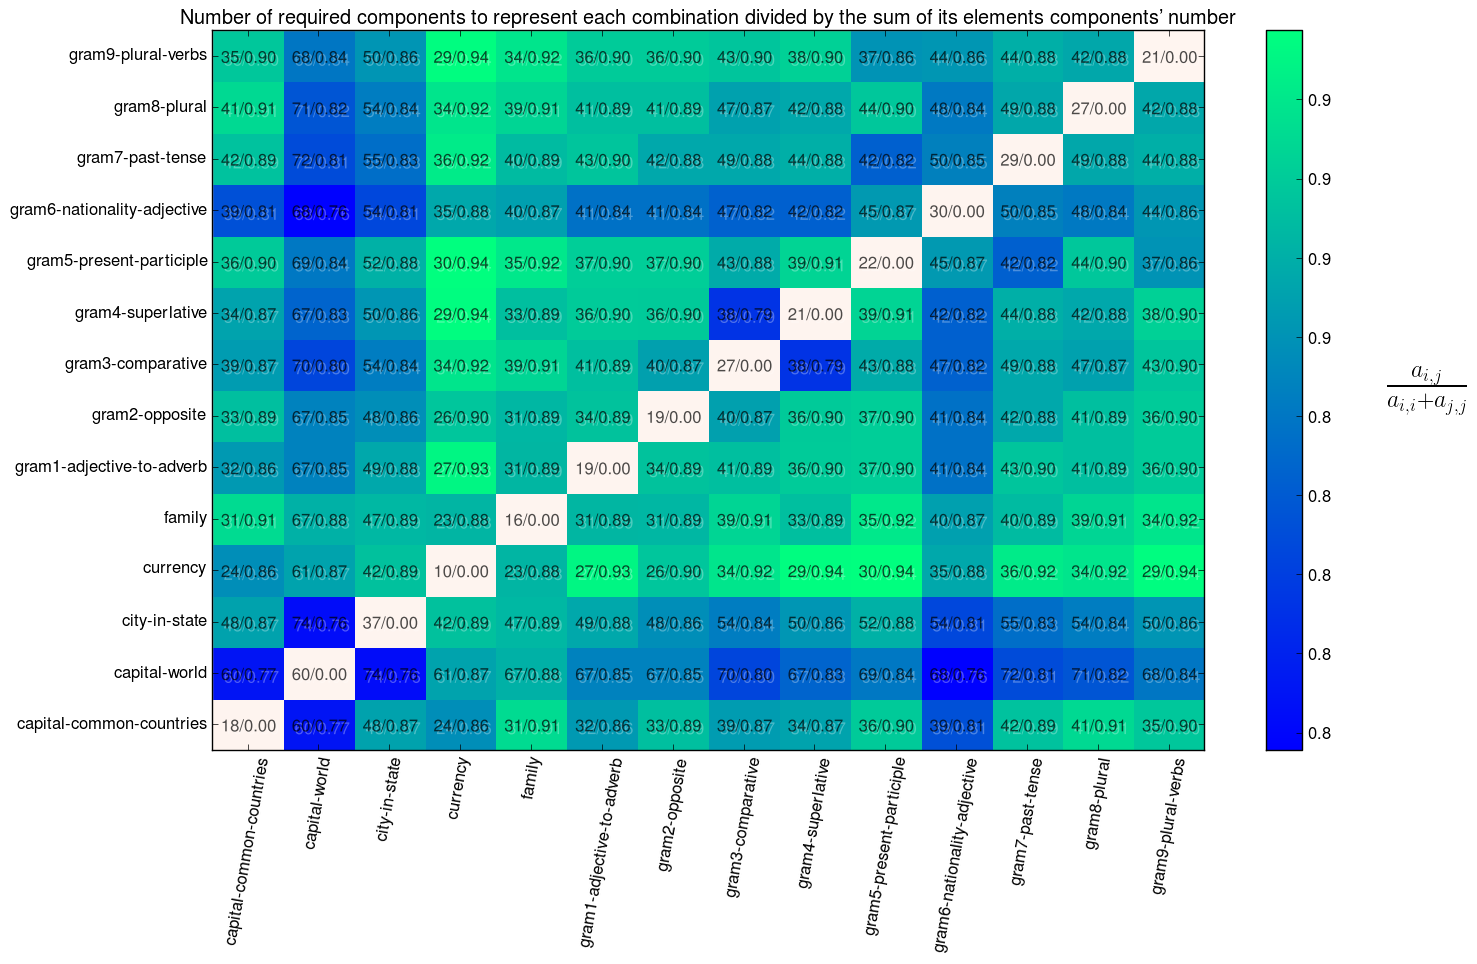 Number of required components to represent each combination divided by the sum of its elements components' number
gram9-plural-verbs 35/0.90 68/0.84 50/0.86 29/0.94 34/0.92 36/0.90 36/0.90 43/0.90 38/0.90 37/0.86 44/0.86 44/0.88 42/0.88 21/0.00
gram8-plural 41/0.91 71/0.82 54/0.84 34/0.92 39/0.91 41/0.89 41/0.89 47/0.87 42/0.88 44/0.90 48/0.84 49/0.88 27/0.00 42/0.88
gram7-past-tense 42/0.89 72/0.81 55/0.83 36/0.92 40/0.89 43/0.90 42/0.88 49/0.88 44/0.88 42/0.82 50/0.85 29/0.00 49/0.88 44/0.88
gram6-nationality-adjective 39/0.81 68/0.76 54/0.81 35/0.88 40/0.87 41/0.84 41/0.84 47/0.82 42/0.82 45/0.87 30/0.00 50/0.85 48/0.84 44/0.86
gram5-present-participle 36/0.90 69/0.84 52/0.88 30/0.94 35/0.92 37/0.90 37/0.90 43/0.88 39/0.91 22/0.00 45/0.87 42/0.82 44/0.90 37/0.86
gram4-superlative 34/0.87 67/0.83 50/0.86 29/0.94 33/0.89 36/0.90 36/0.90 38/0.79 21/0.00 39/0.91 42/0.82 44/0.88 42/0.88 38/0.90
gram3-comparative 39/0.87 70/0.80 54/0.84 34/0.92 39/0.91 41/0.89 40/0.87 27/0.00 38/0.79 43/0.88 47/0.82 49/0.88 47/0.87 43/0.90
gram2-opposite 33/0.89 67/0.85 48/0.86 26/0.90 31/0.89 34/0.89 19/0.00 40/0.87 36/0.90 37/0.90 41/0.84 42/0.88 41/0.89 36/0.90
gram1-adjective-to-adverb 32/0.86 67/0.85 49/0.88 27/0.93 31/0.89 19/0.00 34/0.89 41/0.89 36/0.90 37/0.90 41/0.84 43/0.90 41/0.89 36/0.90
family 31/0.91 67/0.88 47/0.89 23/0.88 16/0.00 31/0.89 31/0.89 39/0.91 33/0.89 35/0.92 40/0.87 40/0.89 39/0.91 34/0.92
currency 24/0.86 61/0.87 42/0.89 10/0.00 23/0.88 27/0.93 26/0.90 34/0.92 29/0.94 30/0.94 35/0.88 36/0.92 34/0.92 29/0.94
city-in-state 48/0.87 74/0.76 37/0.00 42/0.89 47/0.89 49/0.88 48/0.86 54/0.84 50/0.86 52/0.88 54/0.81 55/0.83 54/0.84 50/0.86
capital-world 60/0.77 60/0.00 74/0.76 61/0.87 67/0.88 67/0.85 67/0.85 70/0.80 67/0.83 69/0.84 68/0.76 72/0.81 71/0.82 68/0.84
capital-common-countries 18/0.00 60/0.77 48/0.87 24/0.86 31/0.91 32/0.86 33/0.89 39/0.87 34/0.87 36/0.90 39/0.81 42/0.89 41/0.91 35/0.90
capital-common-countries
capital-world
city-in-state
currency
family
gram1-adjective-to-adverb
gram2-opposite
gram3-comparative
gram4-superlative
gram5-present-participle
gram6-nationality-adjective
gram7-past-tense
gram8-plural
gram9-plural-verbs
0.9
0.9
0.9
0.9
0.8
0.8
0.8
0.8
0.8
a_{i,j}
a_{i,i}+a_{j,j}